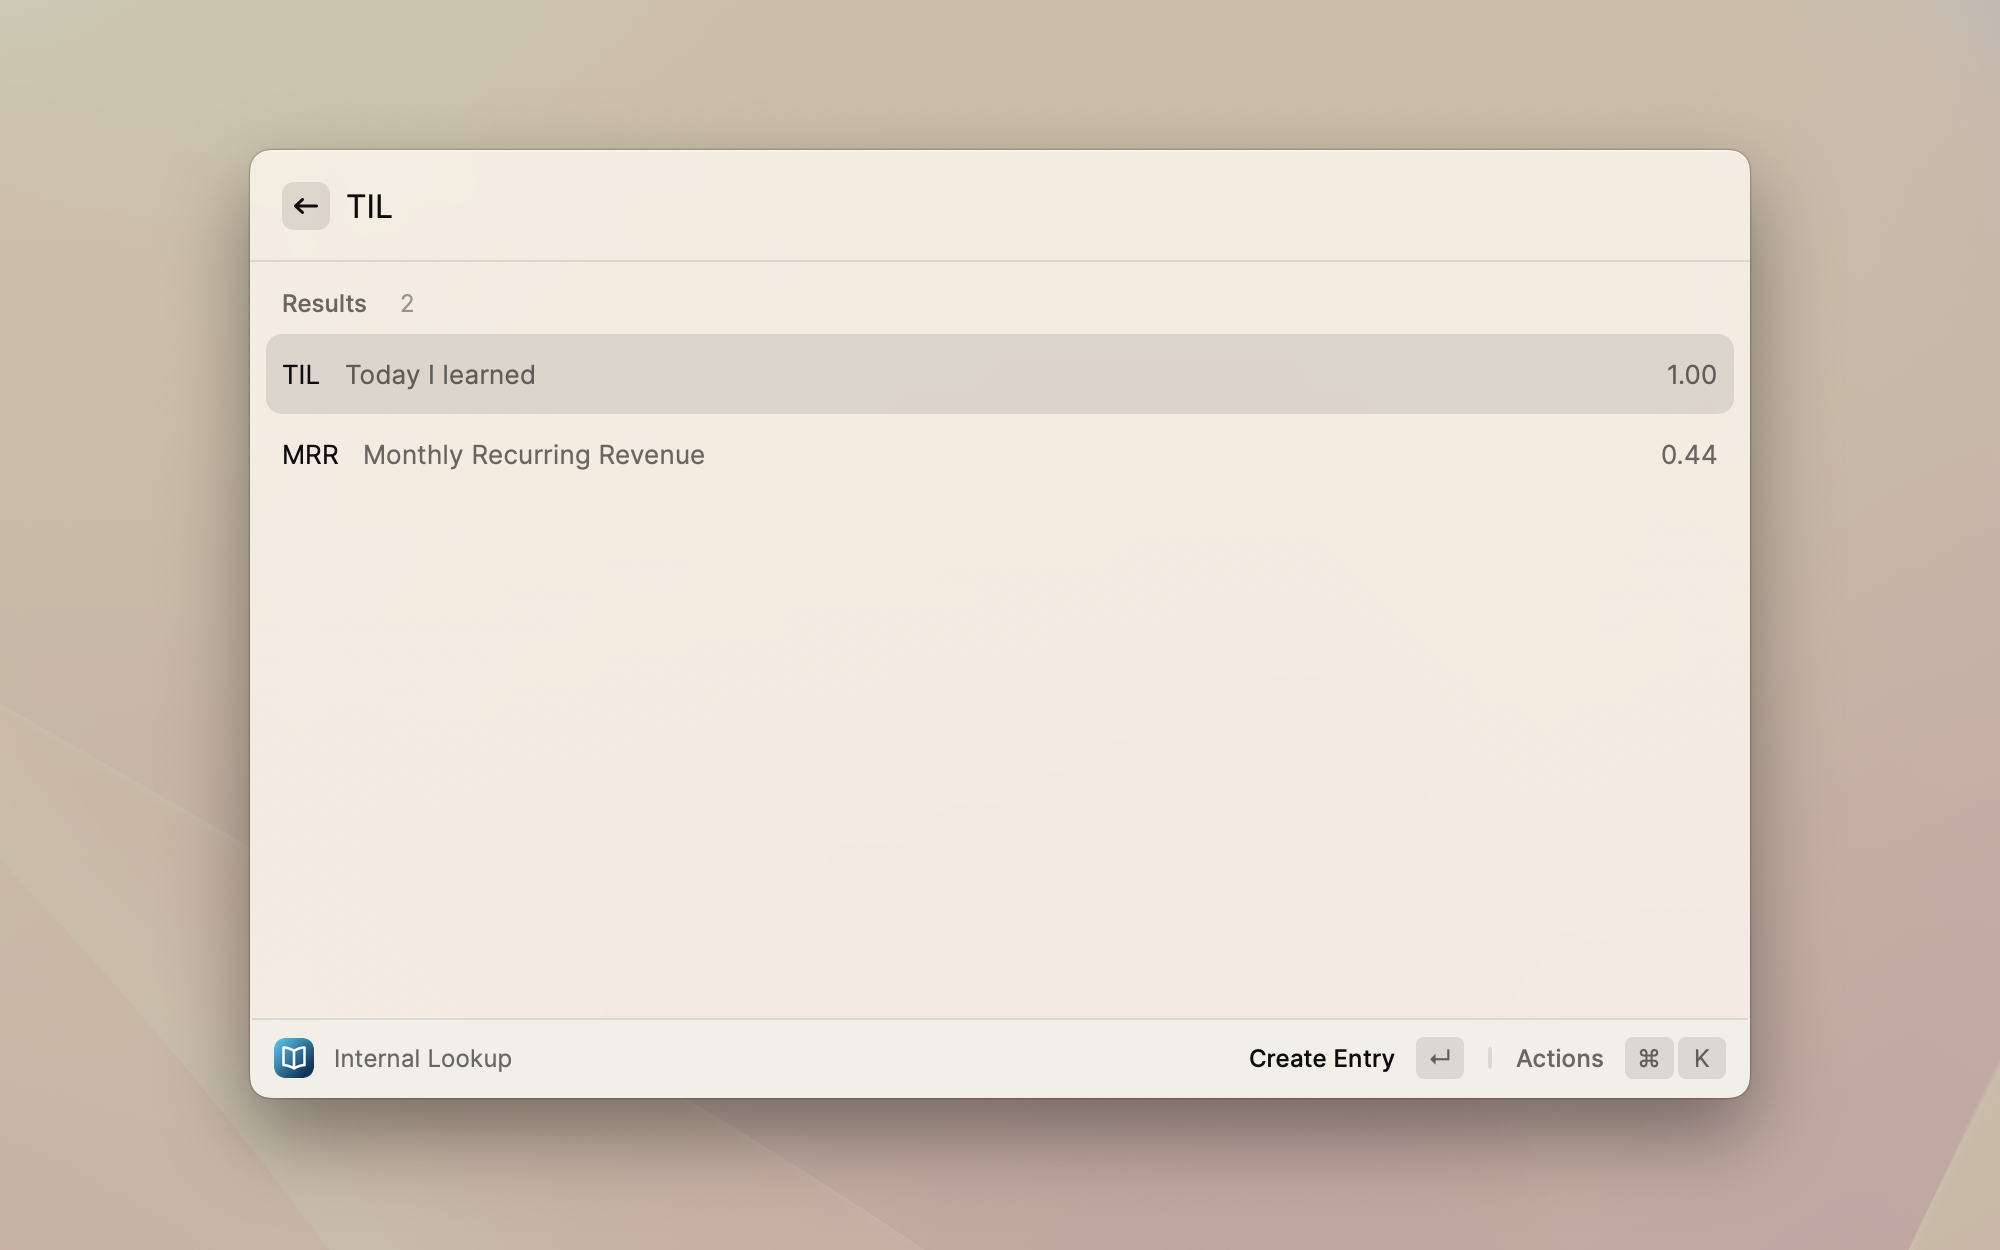 TIL
Results 2
TIL Today I learned 1.00
MRR Monthly Recurring Revenue 0.44
Internal Lookup Create Entry ↵ Actions ⌘ K